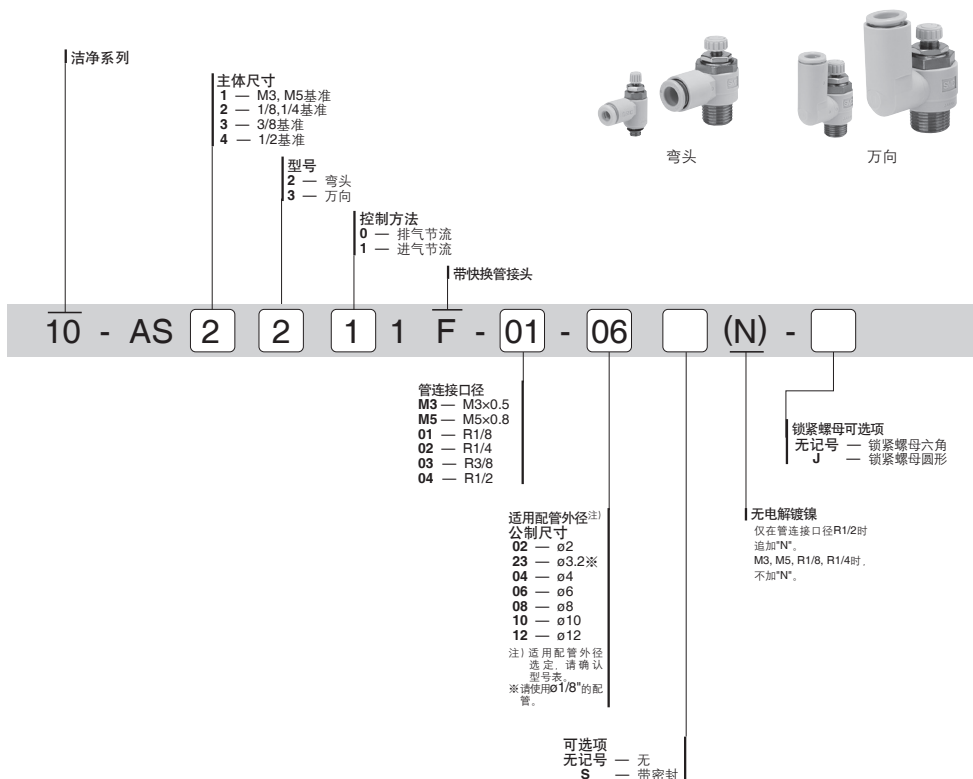 洁净系列
主体尺寸
1 — M3, M5基准
2 — 1/8,1/4基准
3 — 3/8基准
4 — 1/2基准
型号
2 — 弯头
3 — 万向
控制方法
0 — 排气节流
1 — 进气节流
带快换管接头
弯头
万向
10 - AS 2 2 1 1 F - 01 - 06 (N) -
管连接口径
M3 — M3×0.5
M5 — M5×0.8
01 — R1/8
02 — R1/4
03 — R3/8
04 — R1/2
适用配管外径注)
公制尺寸
02 — ø2
23 — ø3.2※
04 — ø4
06 — ø6
08 — ø8
10 — ø10
12 — ø12
注) 适用配管外径
选定, 请确认
型号表。
※请使用ø1/8"的配
管。
可选项
无记号 — 无
S — 带密封
无电解镀镍
仅在管连接口径R1/2时
追加"N"。
M3, M5, R1/8, R1/4时,
不加"N"。
锁紧螺母可选项
无记号 — 锁紧螺母六角
J — 锁紧螺母圆形